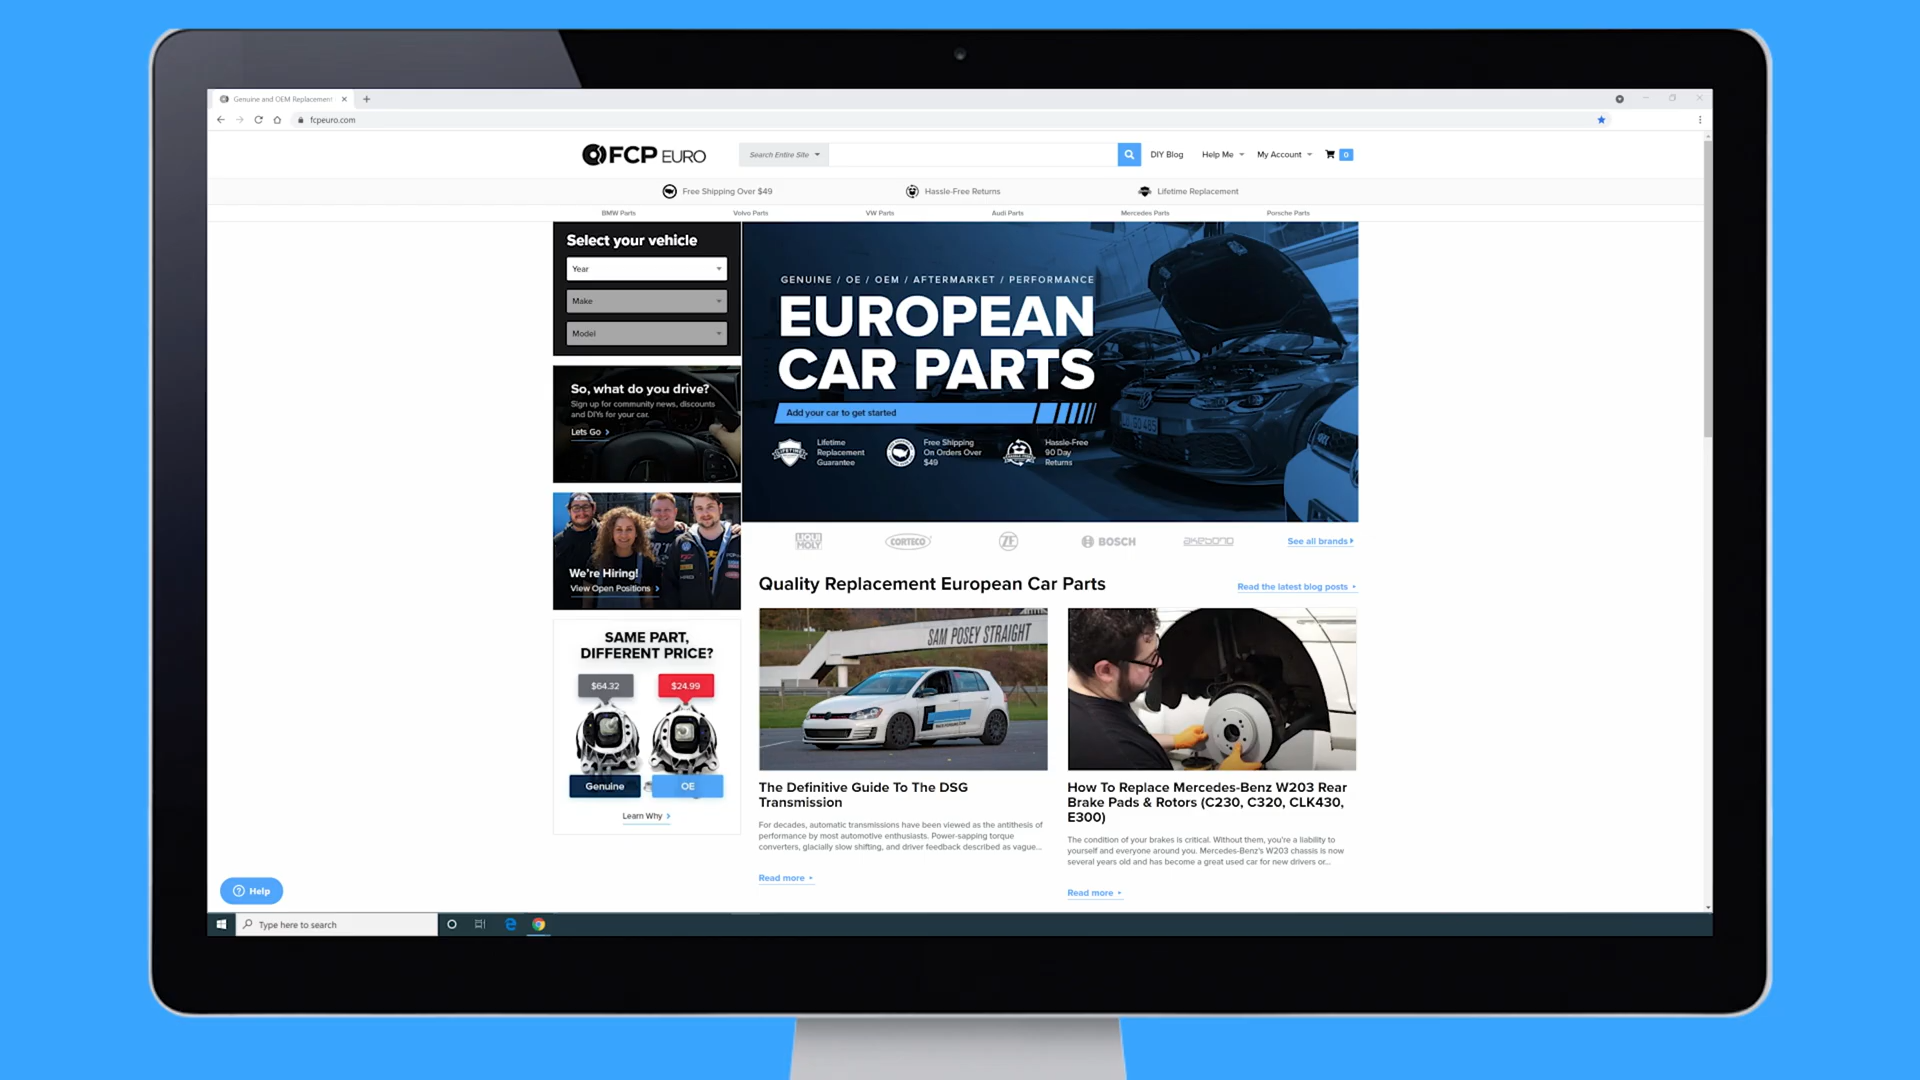 Genuine and OEM Replacement
fcpeuro.com
FCP EURO
Search Entire Site
DIY Blog
Help Me
My Account
0
Free Shipping Over $49
Hassle-Free Returns
Lifetime Replacement
BMW Parts
Volvo Parts
VW Parts
Audi Parts
Mercedes Parts
Porsche Parts
Select your vehicle
Year
Make
Model
GENUINE / OE / OEM / AFTERMARKET / PERFORMANCE
EUROPEAN
CAR PARTS
Add your car to get started
LIFETIME
Lifetime
Replacement
Guarantee
Free Shipping
On Orders Over
$49
Hassle-Free
90 Day
Returns
So, what do you drive?
Sign up for community news, discounts
and DIYs for your car.
Lets Go
We're Hiring!
View Open Positions
LIQUI
MOLY
CORTECO
ZF
BOSCH
akebono
See all brands
Quality Replacement European Car Parts
Read the latest blog posts
SAME PART,
DIFFERENT PRICE?
$64.32
$24.99
Genuine
OE
Learn Why
SAM POSEY STRAIGHT
The Definitive Guide To The DSG
Transmission
For decades, automatic transmissions have been viewed as the antithesis of
performance by most automotive enthusiasts. Power-sapping torque
converters, glacially slow shifting, and driver feedback described as vague...
Read more
How To Replace Mercedes-Benz W203 Rear
Brake Pads & Rotors (C230, C320, CLK430,
E300)
The condition of your brakes is critical. Without them, you're a liability to
yourself and everyone around you. Mercedes-Benz's W203 chassis is now
several years old and has become a great used car for new drivers or...
Read more
Help
Type here to search